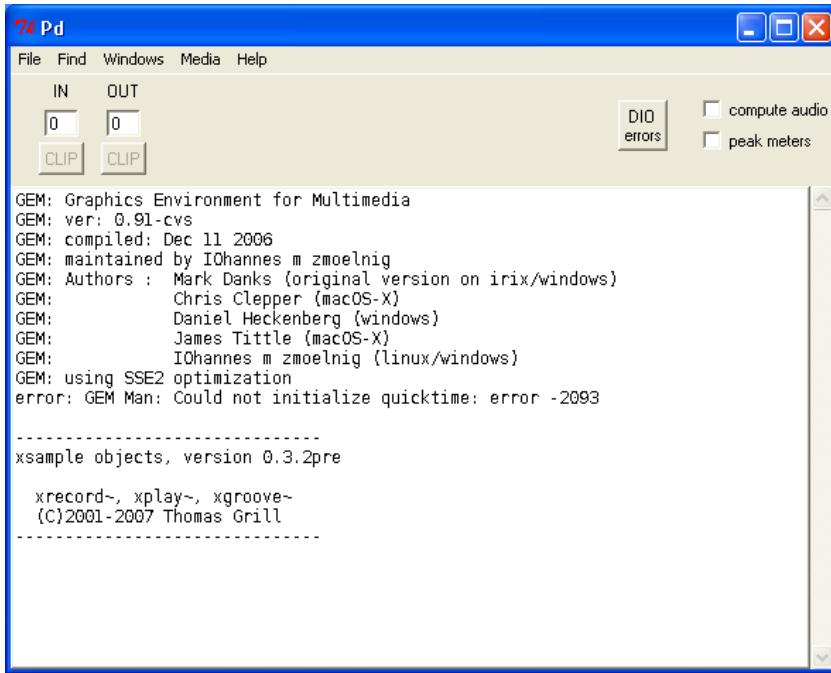 Pd
File Find Windows Media Help
IN OUT
0 0
CLIP CLIP
DIO
errors
compute audio
peak meters
GEM: Graphics Environment for Multimedia
GEM: ver: 0.91-cvs
GEM: compiled: Dec 11 2006
GEM: maintained by IOhannes m zmoelnig
GEM: Authors :  Mark Danks (original version on irix/windows)
GEM:            Chris Clepper (macOS-X)
GEM:            Daniel Heckenberg (windows)
GEM:            James Tittle (macOS-X)
GEM:            IOhannes m zmoelnig (linux/windows)
GEM: using SSE2 optimization
error: GEM Man: Could not initialize quicktime: error -2093
-------------------------------
xsample objects, version 0.3.2pre
xrecord~, xplay~, xgroove~
(C)2001-2007 Thomas Grill
-------------------------------